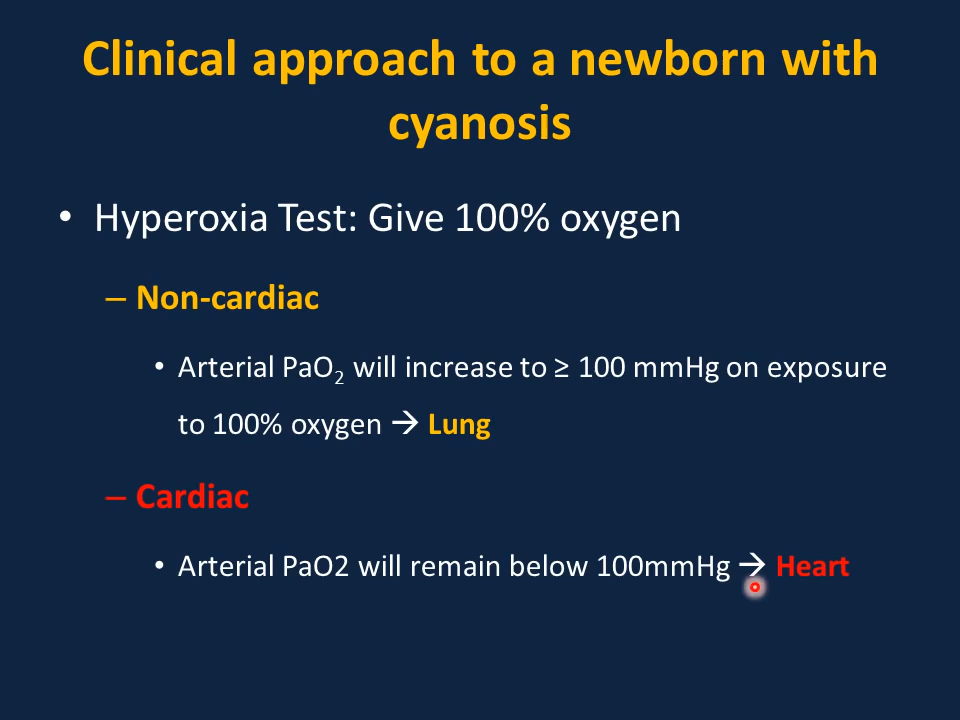 Clinical approach to a newborn with
cyanosis
• Hyperoxia Test: Give 100% oxygen
– Non-cardiac
• Arterial PaO₂ will increase to ≥ 100 mmHg on exposure
to 100% oxygen → Lung
– Cardiac
• Arterial PaO2 will remain below 100mmHg → Heart